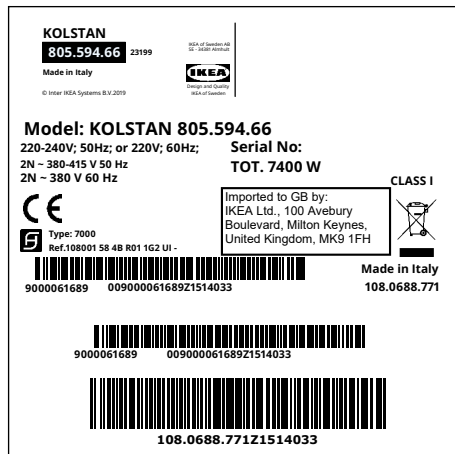 KOLSTAN
805.594.66 23199
Made in Italy
© Inter IKEA Systems B.V.2019
IKEA of Sweden AB
SE - 34381 Älmhult
IKEA
Design and Quality
IKEA of Sweden
Model: KOLSTAN 805.594.66
220-240V; 50Hz; or 220V; 60Hz;
2N ~ 380-415 V 50 Hz
2N ~ 380 V 60 Hz
Serial No:
TOT. 7400 W
CLASS I
CE
Imported to GB by:
IKEA Ltd., 100 Avebury
Boulevard, Milton Keynes,
United Kingdom, MK9 1FH
Type: 7000
Ref.108001 58 4B R01 1G2 UI -
Made in Italy
108.0688.771
9000061689 009000061689Z1514033
9000061689 009000061689Z1514033
108.0688.771Z1514033